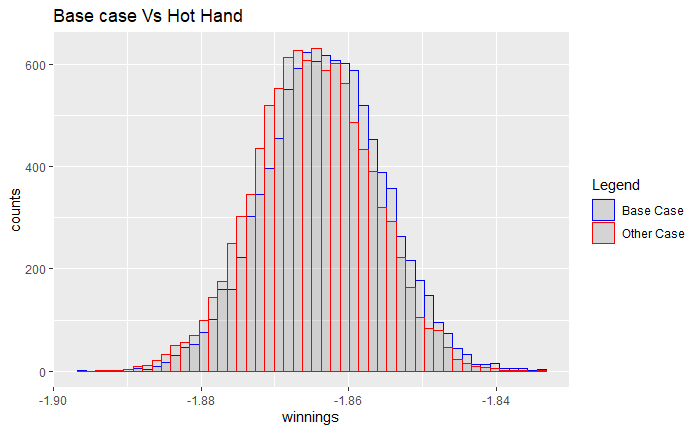 Base case Vs Hot Hand
600
400
200
0
counts
-1.90
-1.88
-1.86
-1.84
winnings
Legend
Base Case
Other Case